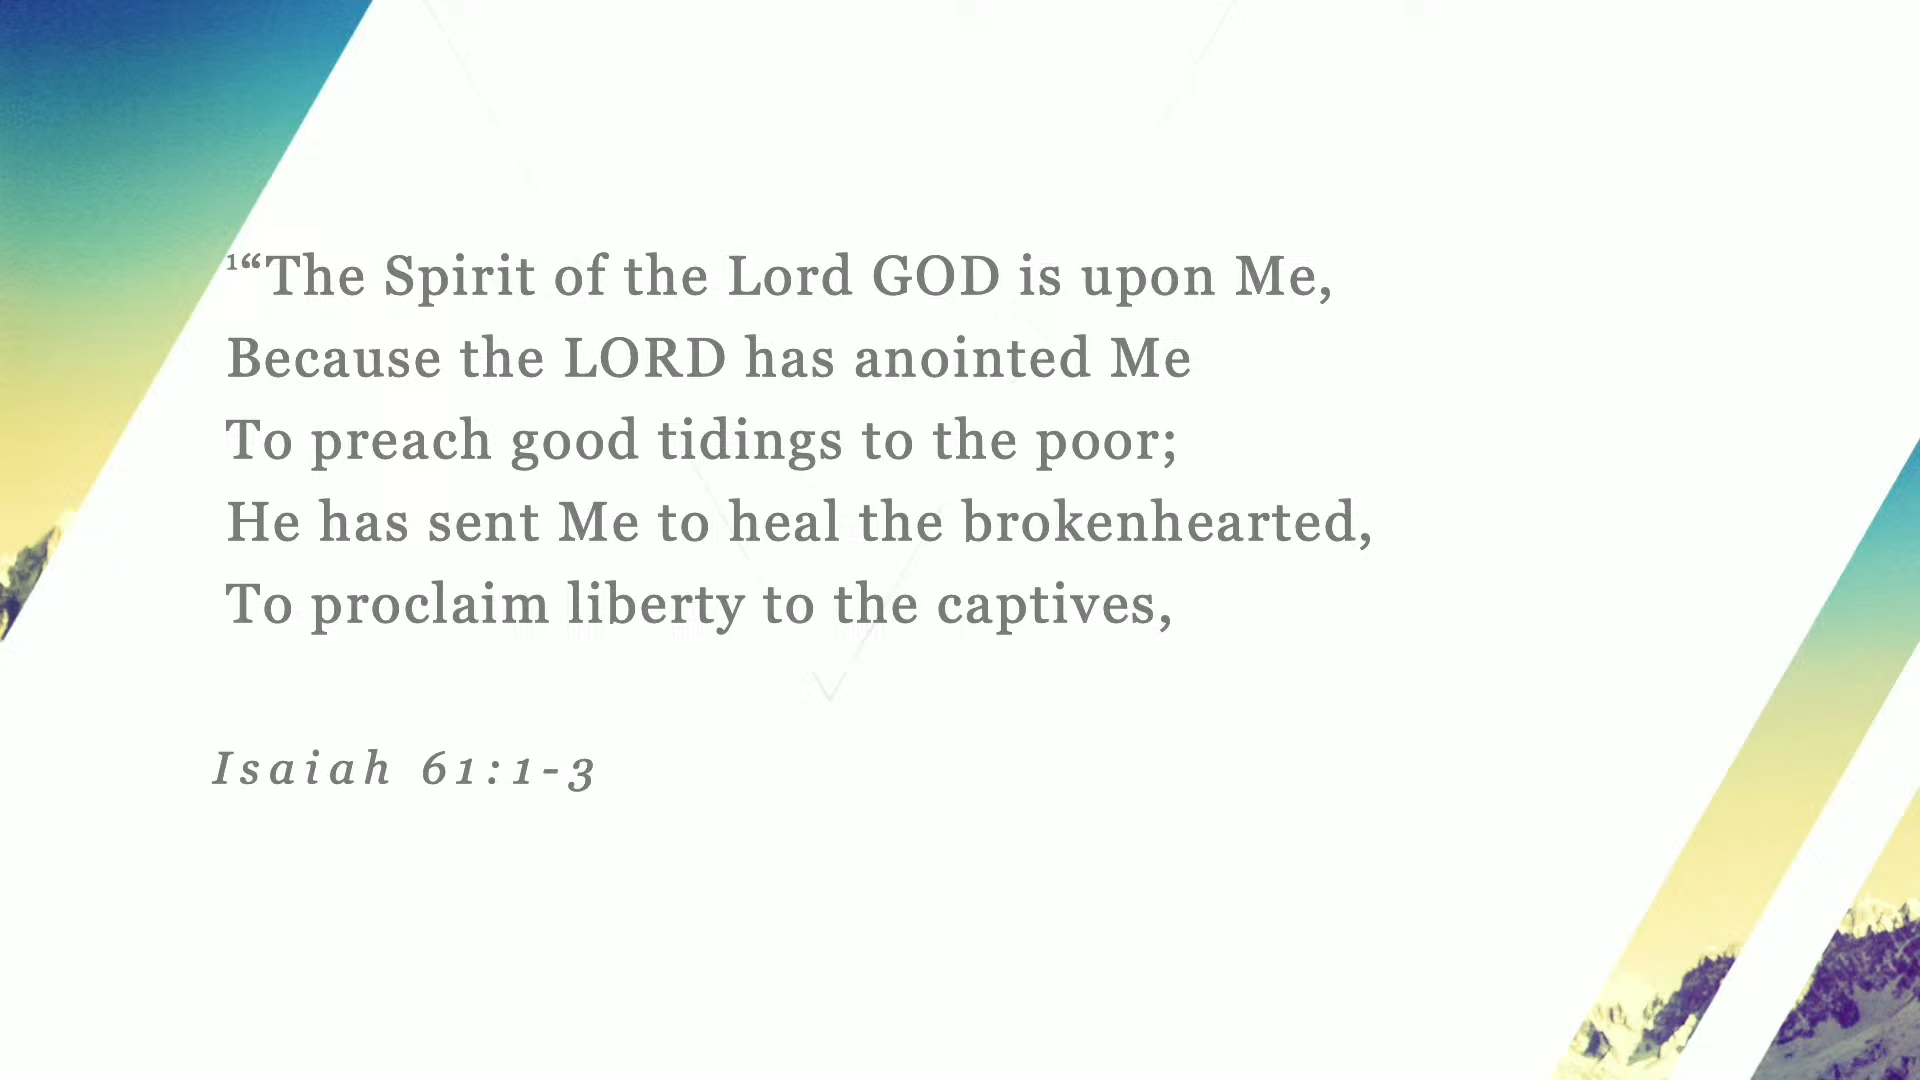 ¹“The Spirit of the Lord GOD is upon Me,
Because the LORD has anointed Me
To preach good tidings to the poor;
He has sent Me to heal the brokenhearted,
To proclaim liberty to the captives,
Isaiah 61:1-3